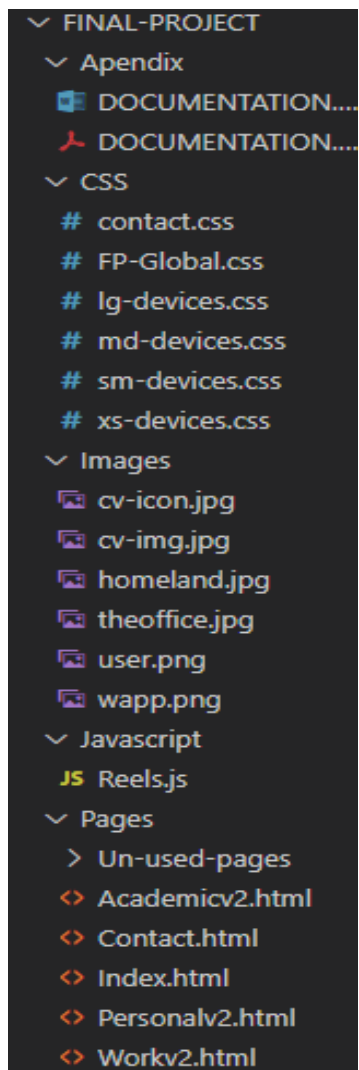 FINAL-PROJECT
Apendix
DOCUMENTATION....
DOCUMENTATION....
CSS
# contact.css
# FP-Global.css
# lg-devices.css
# md-devices.css
# sm-devices.css
# xs-devices.css
Images
cv-icon.jpg
cv-img.jpg
homeland.jpg
theoffice.jpg
user.png
wapp.png
Javascript
JS Reels.js
Pages
Un-used-pages
<> Academicv2.html
<> Contact.html
<> Index.html
<> Personalv2.html
<> Workv2.html